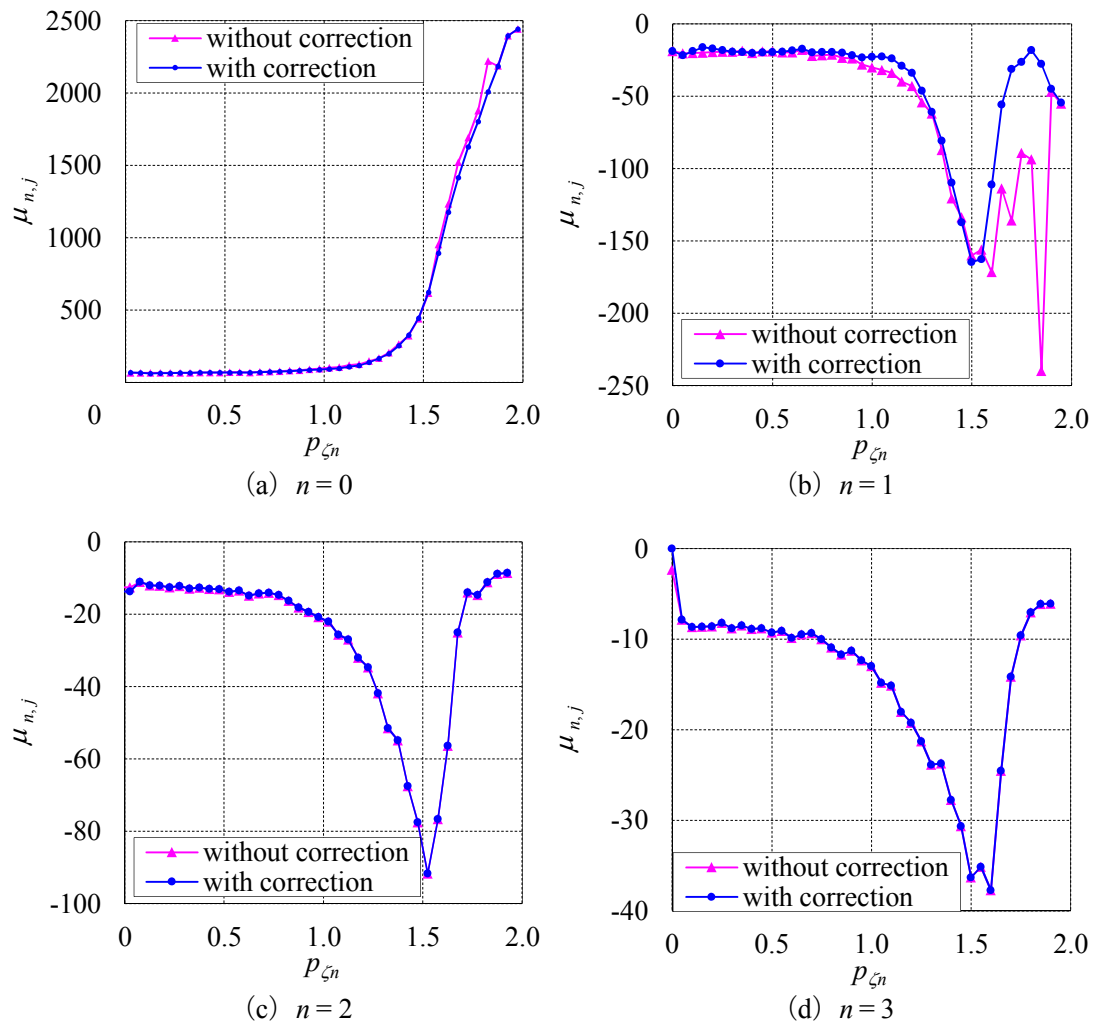 2500
2000
1500
1000
500
0
0.5
1.0
1.5
2.0
μ n, j
p ζn
without correction
with correction
(a) n = 0
0
-50
-100
-150
-200
-250
0
0.5
1.0
1.5
2.0
μ n, j
p ζn
without correction
with correction
(b) n = 1
0
-20
-40
-60
-80
-100
0
0.5
1.0
1.5
2.0
μ n, j
p ζn
without correction
with correction
(c) n = 2
0
-10
-20
-30
-40
0
0.5
1.0
1.5
2.0
μ n, j
p ζn
without correction
with correction
(d) n = 3